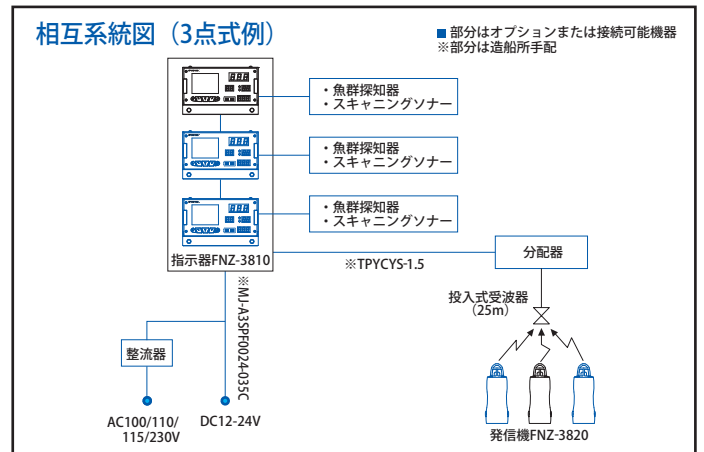 相互系統図（3点式例）
■部分はオプションまたは接続可能機器
※部分は造船所手配
・魚群探知器
・スキャニングソナー
・魚群探知器
・スキャニングソナー
・魚群探知器
・スキャニングソナー
指示器FNZ-3810
※TPYCYS-1.5
分配器
投入式受波器
（25m）
※MJ-A3SPF0024-035C
整流器
AC100/110/
115/230V
DC12-24V
発信機FNZ-3820